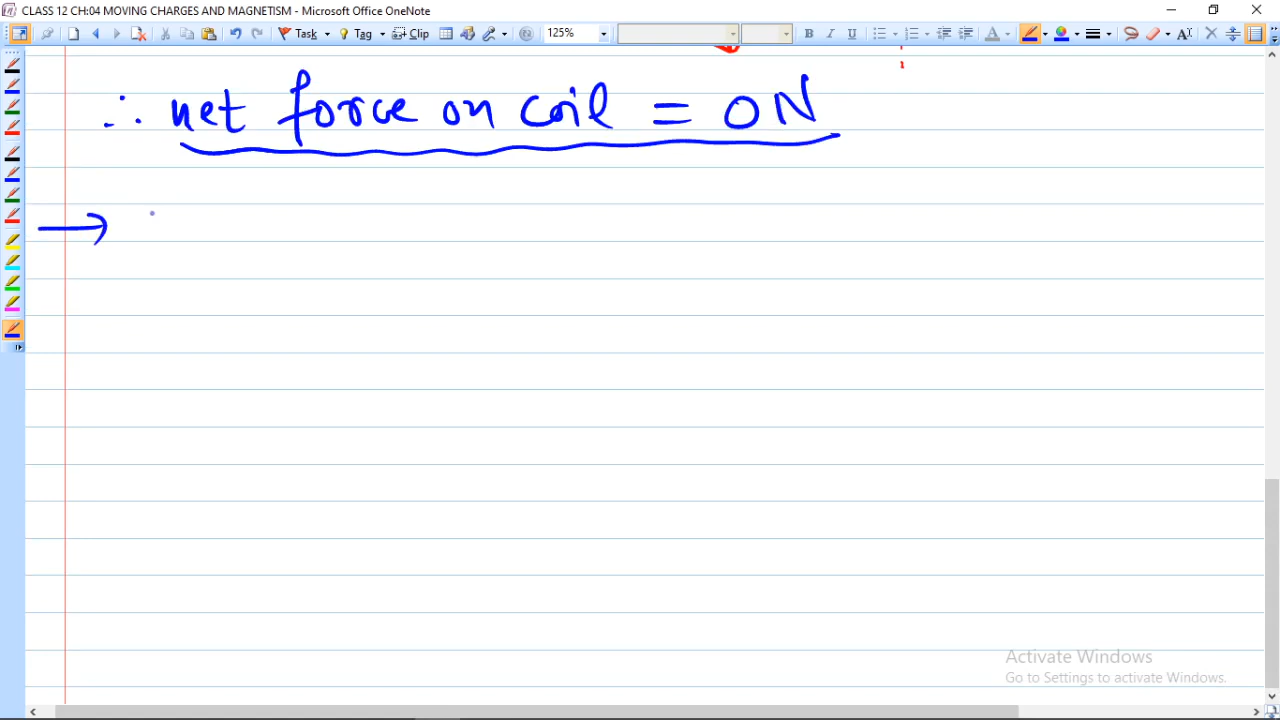 CLASS 12 CH:04 MOVING CHARGES AND MAGNETISM - Microsoft Office OneNote
Task Tag Clip 125% B I U
∴ net force on coil = 0N
→
Activate Windows
Go to Settings to activate Windows.